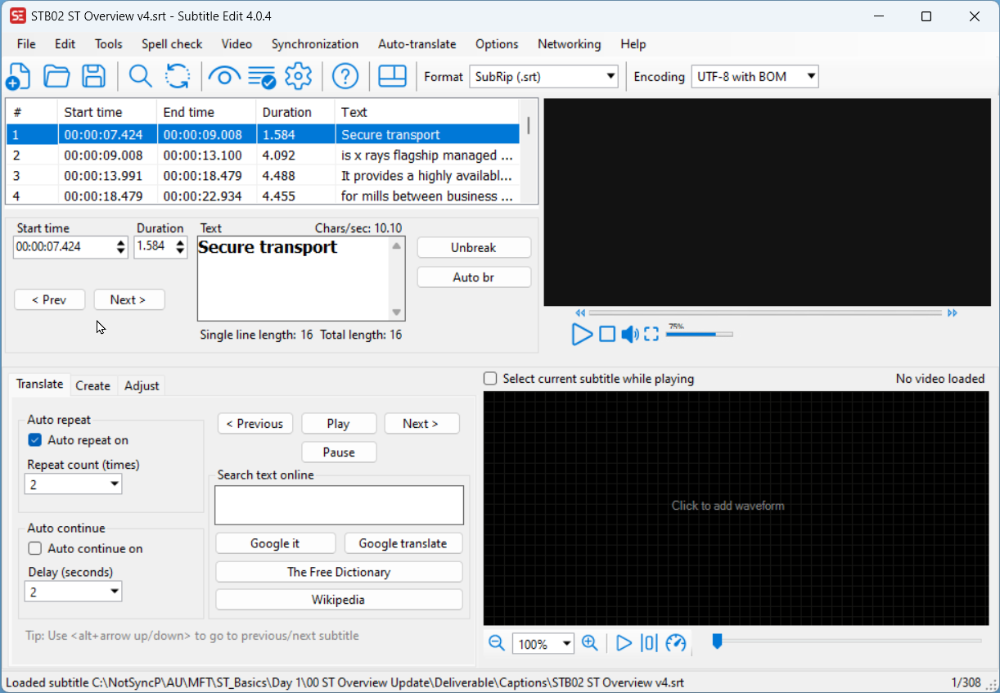 SE STB02 ST Overview v4.srt - Subtitle Edit 4.0.4
File Edit Tools Spell check Video Synchronization Auto-translate Options Networking Help
Format SubRip (.srt) Encoding UTF-8 with BOM
# Start time End time Duration Text
1 00:00:07.424 00:00:09.008 1.584 Secure transport
2 00:00:09.008 00:00:13.100 4.092 is x rays flagship managed ...
3 00:00:13.991 00:00:18.479 4.488 It provides a highly availabl...
4 00:00:18.479 00:00:22.934 4.455 for mills between business ...
Start time Duration Text Chars/sec: 10.10
00:00:07.424 1.584 Secure transport
Unbreak
Auto br
< Prev Next >
Single line length: 16 Total length: 16
75%
Translate Create Adjust
Select current subtitle while playing No video loaded
Auto repeat
Auto repeat on
Repeat count (times)
2
Auto continue
Auto continue on
Delay (seconds)
2
< Previous Play Next >
Pause
Search text online
Google it Google translate
The Free Dictionary
Wikipedia
Tip: Use <alt+arrow up/down> to go to previous/next subtitle
Click to add waveform
100%
Loaded subtitle C:\NotSyncP\AU\MFT\ST_Basics\Day 1\00 ST Overview Update\Deliverable\Captions\STB02 ST Overview v4.srt 1/308